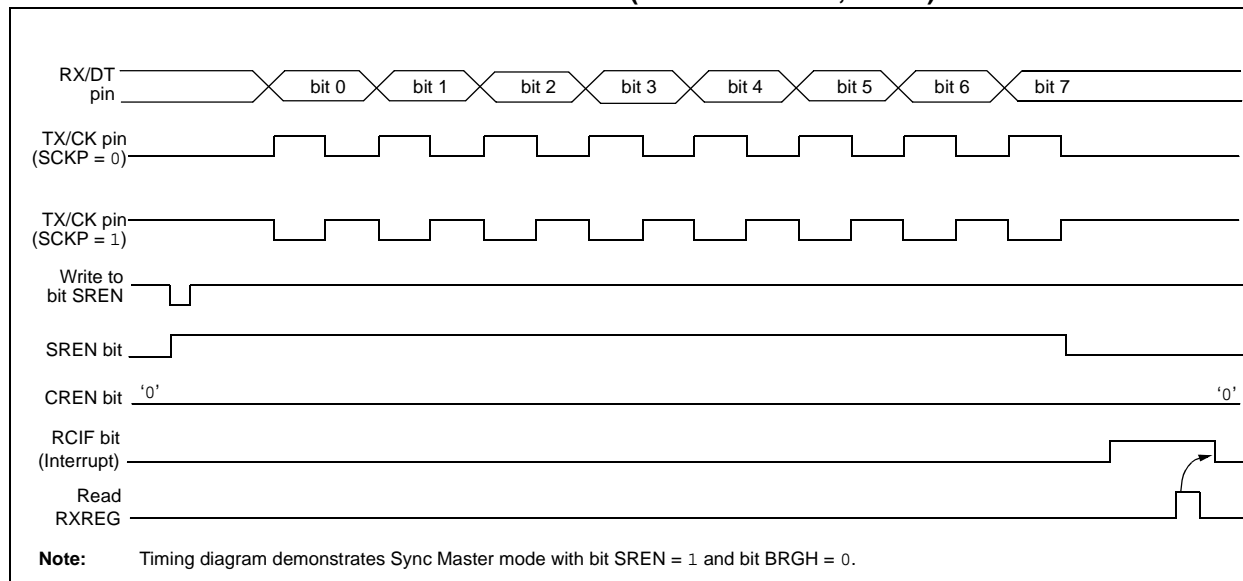 RX/DT
pin
bit 0 bit 1 bit 2 bit 3 bit 4 bit 5 bit 6 bit 7
TX/CK pin
(SCKP = 0)
TX/CK pin
(SCKP = 1)
Write to
bit SREN
SREN bit
CREN bit ‘0’ ‘0’
RCIF bit
(Interrupt)
Read
RXREG
Note: Timing diagram demonstrates Sync Master mode with bit SREN = 1 and bit BRGH = 0.